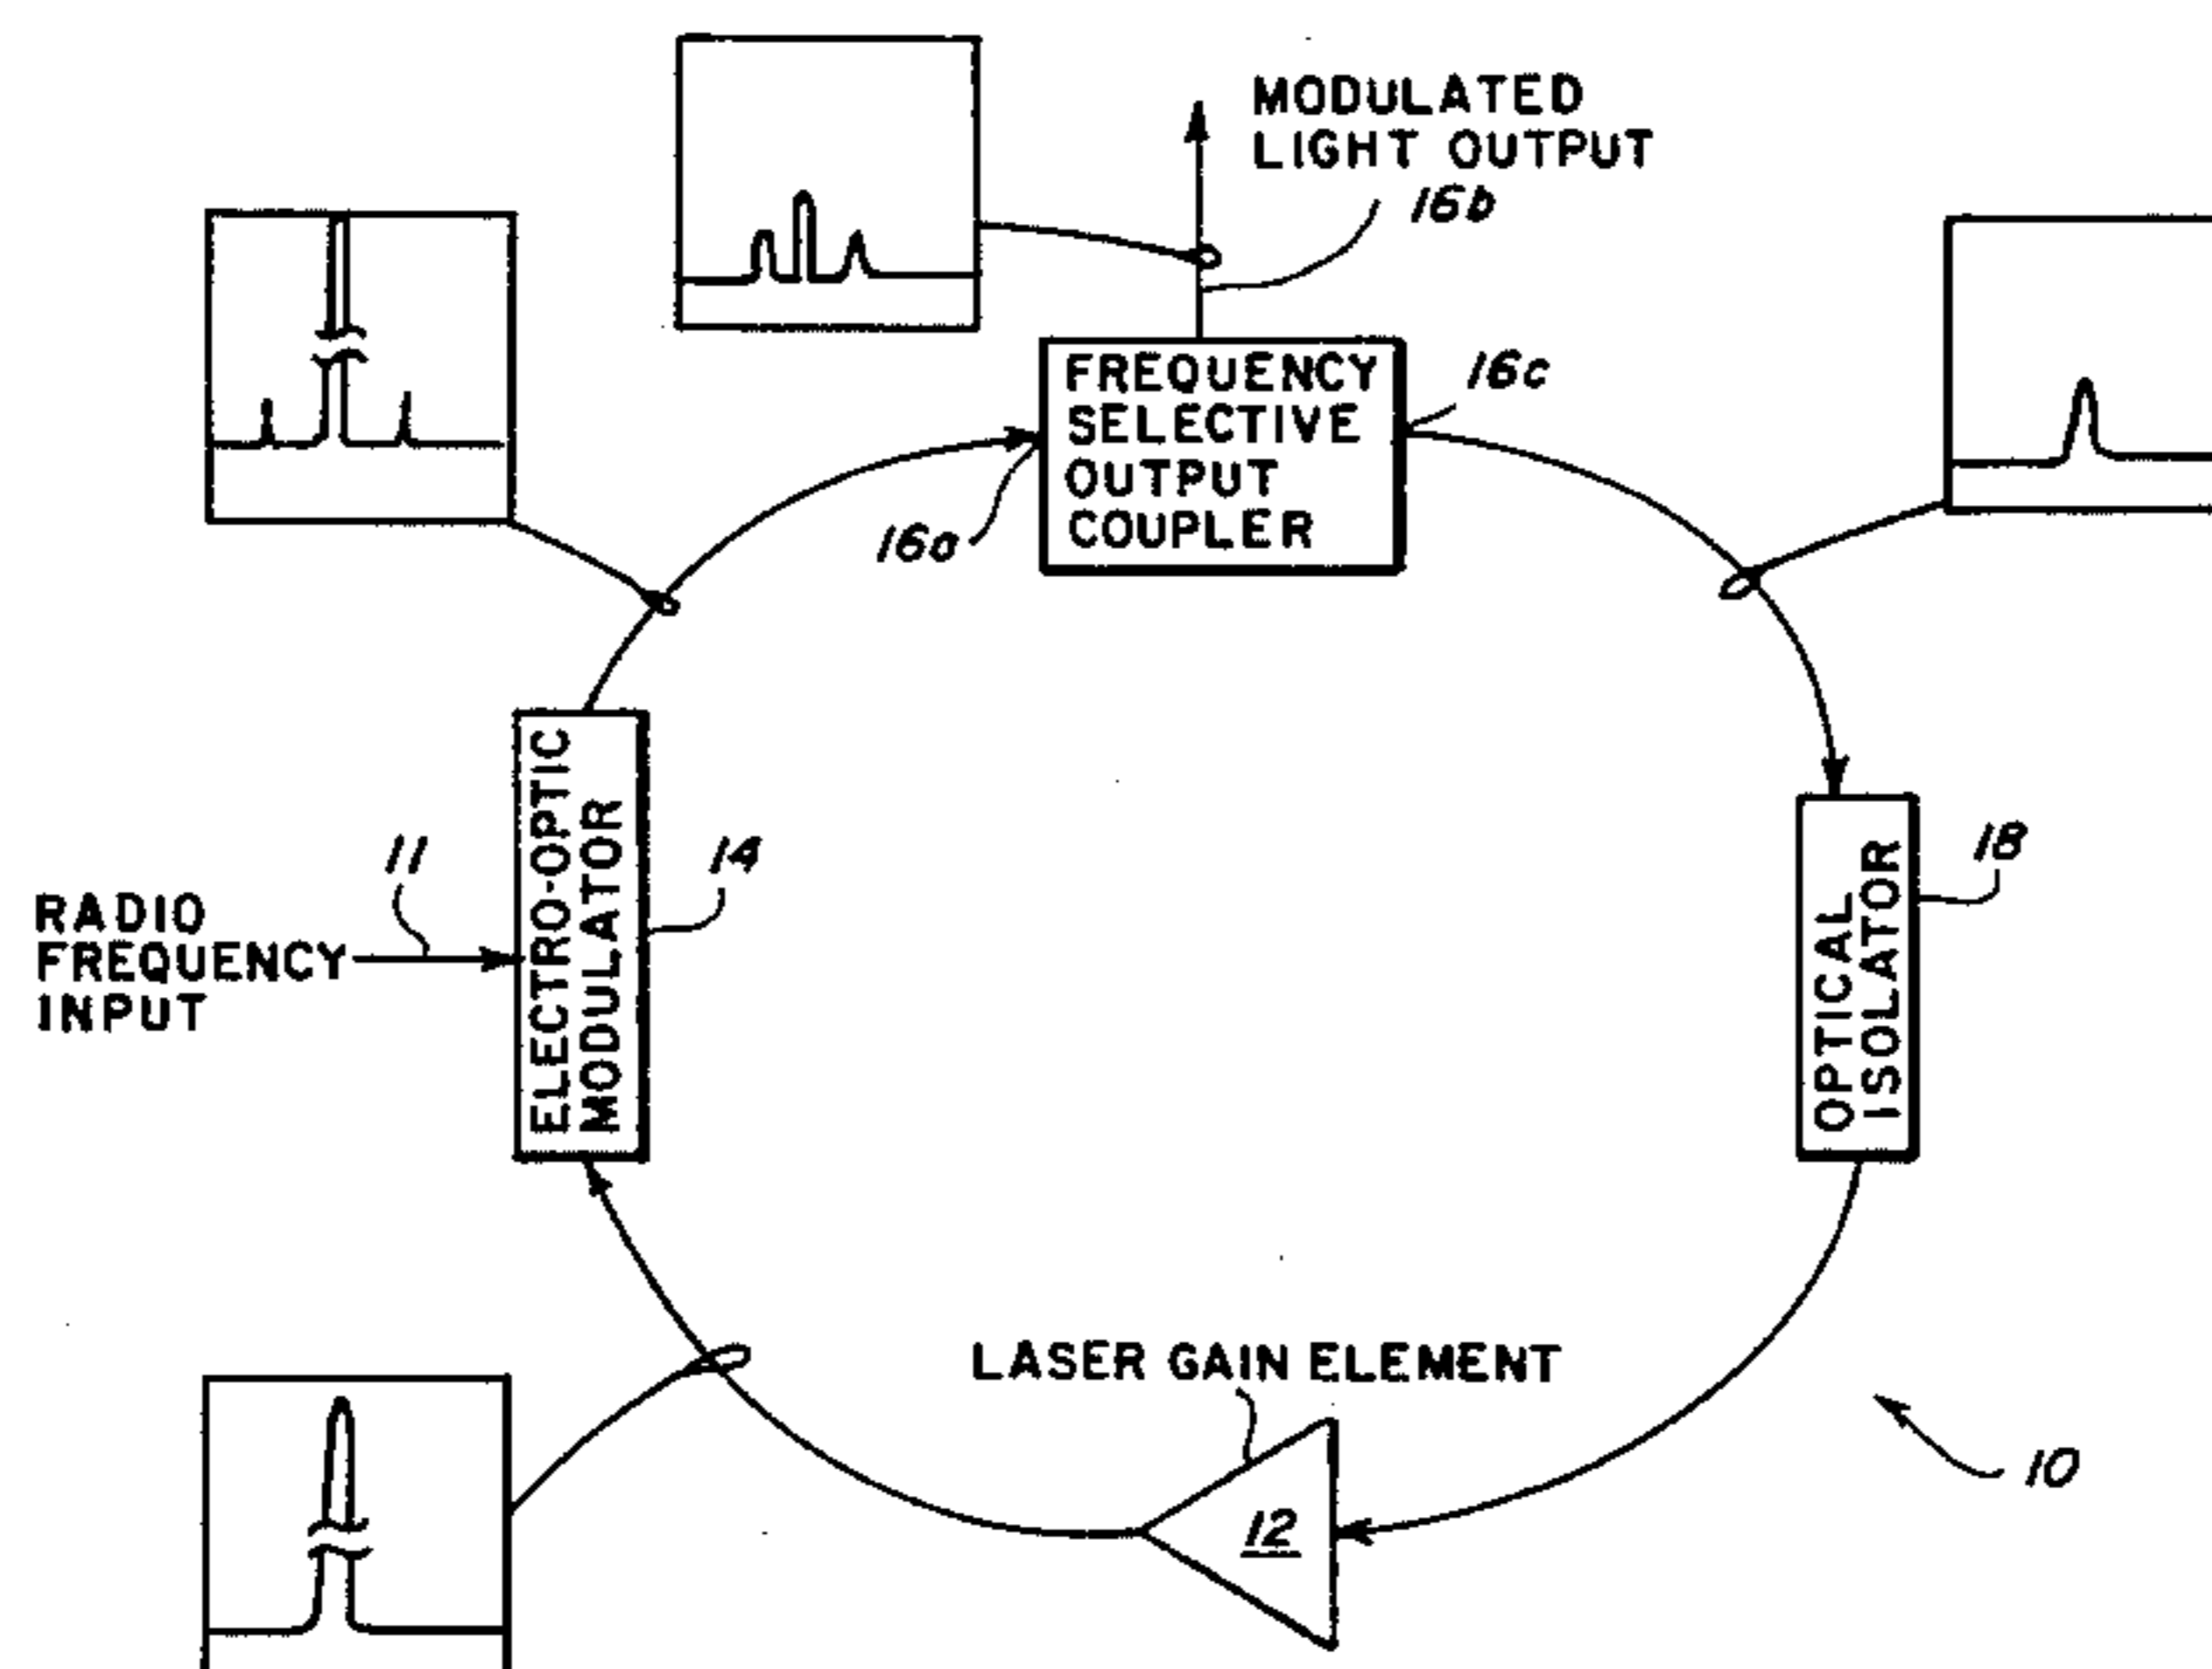 MODULATED
LIGHT OUTPUT
16b
FREQUENCY
SELECTIVE
OUTPUT
COUPLER
16c
16a
ELECTRO-OPTIC
MODULATOR
14
11
RADIO
FREQUENCY
INPUT
OPTICAL
ISOLATOR
18
LASER GAIN ELEMENT
12
10